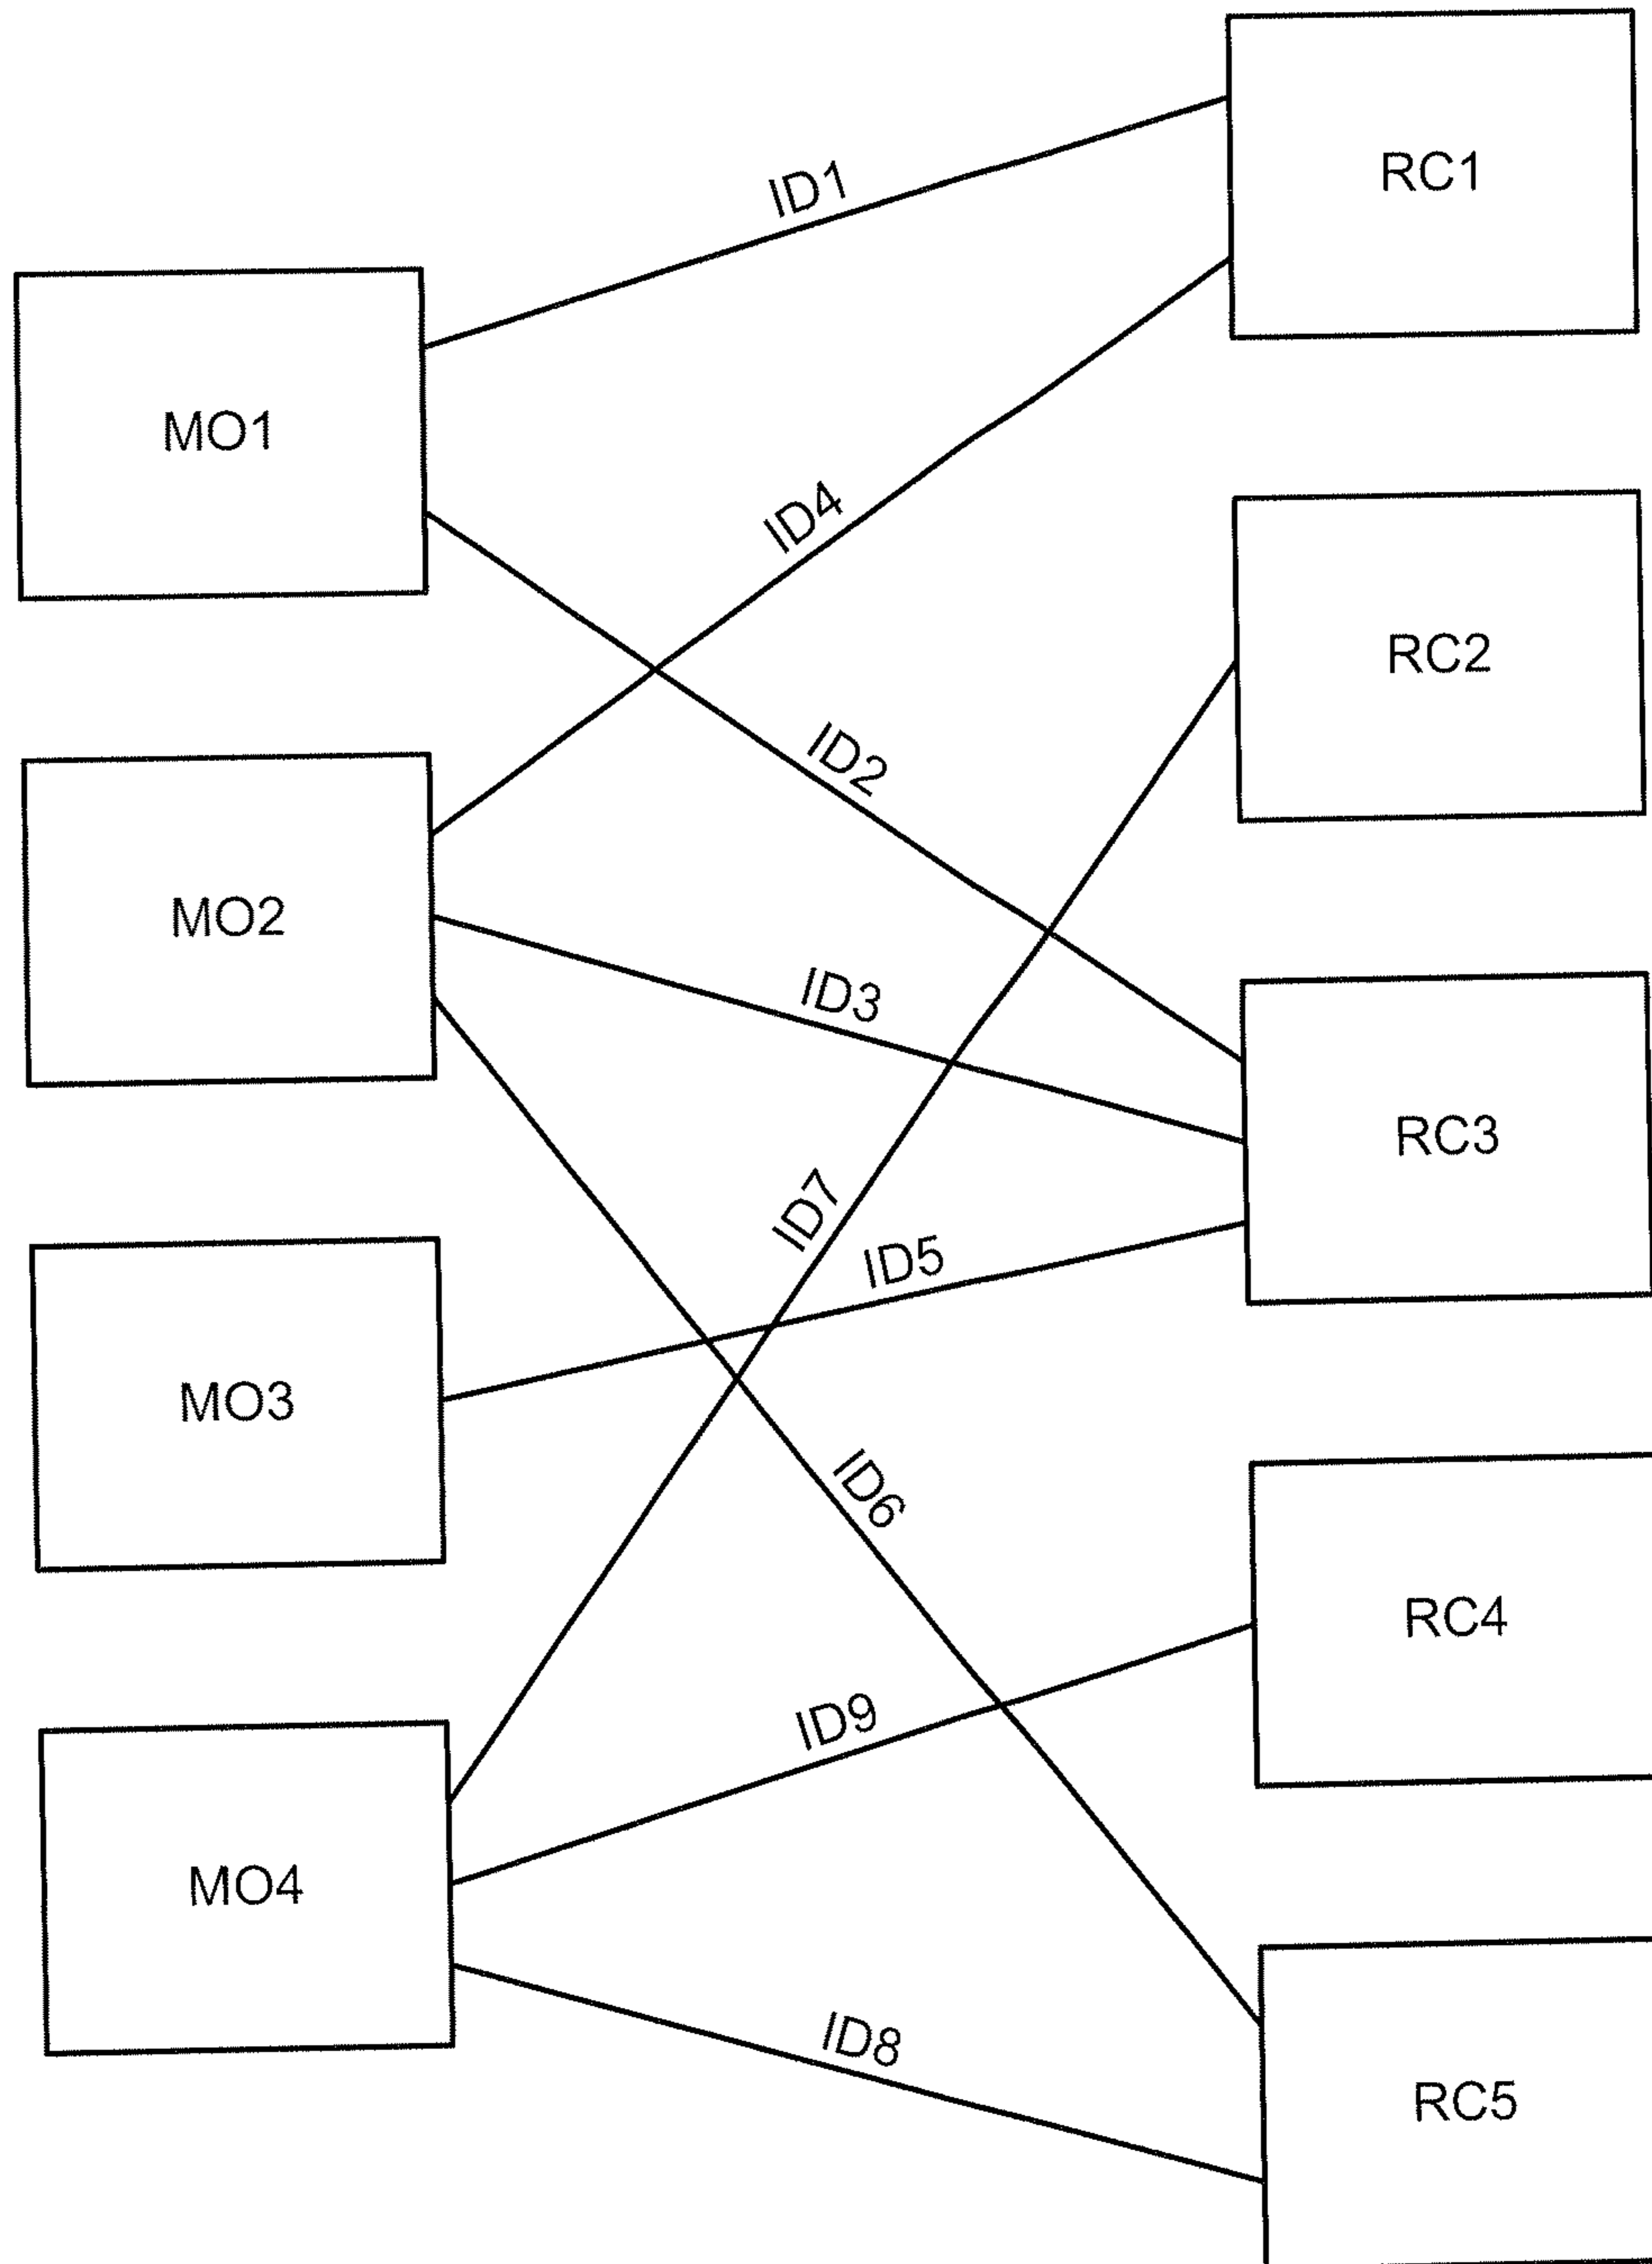 RC1
ID1
MO1
ID4
RC2
ID2
MO2
ID3
RC3
ID7
ID5
MO3
ID6
RC4
ID9
MO4
ID8
RC5